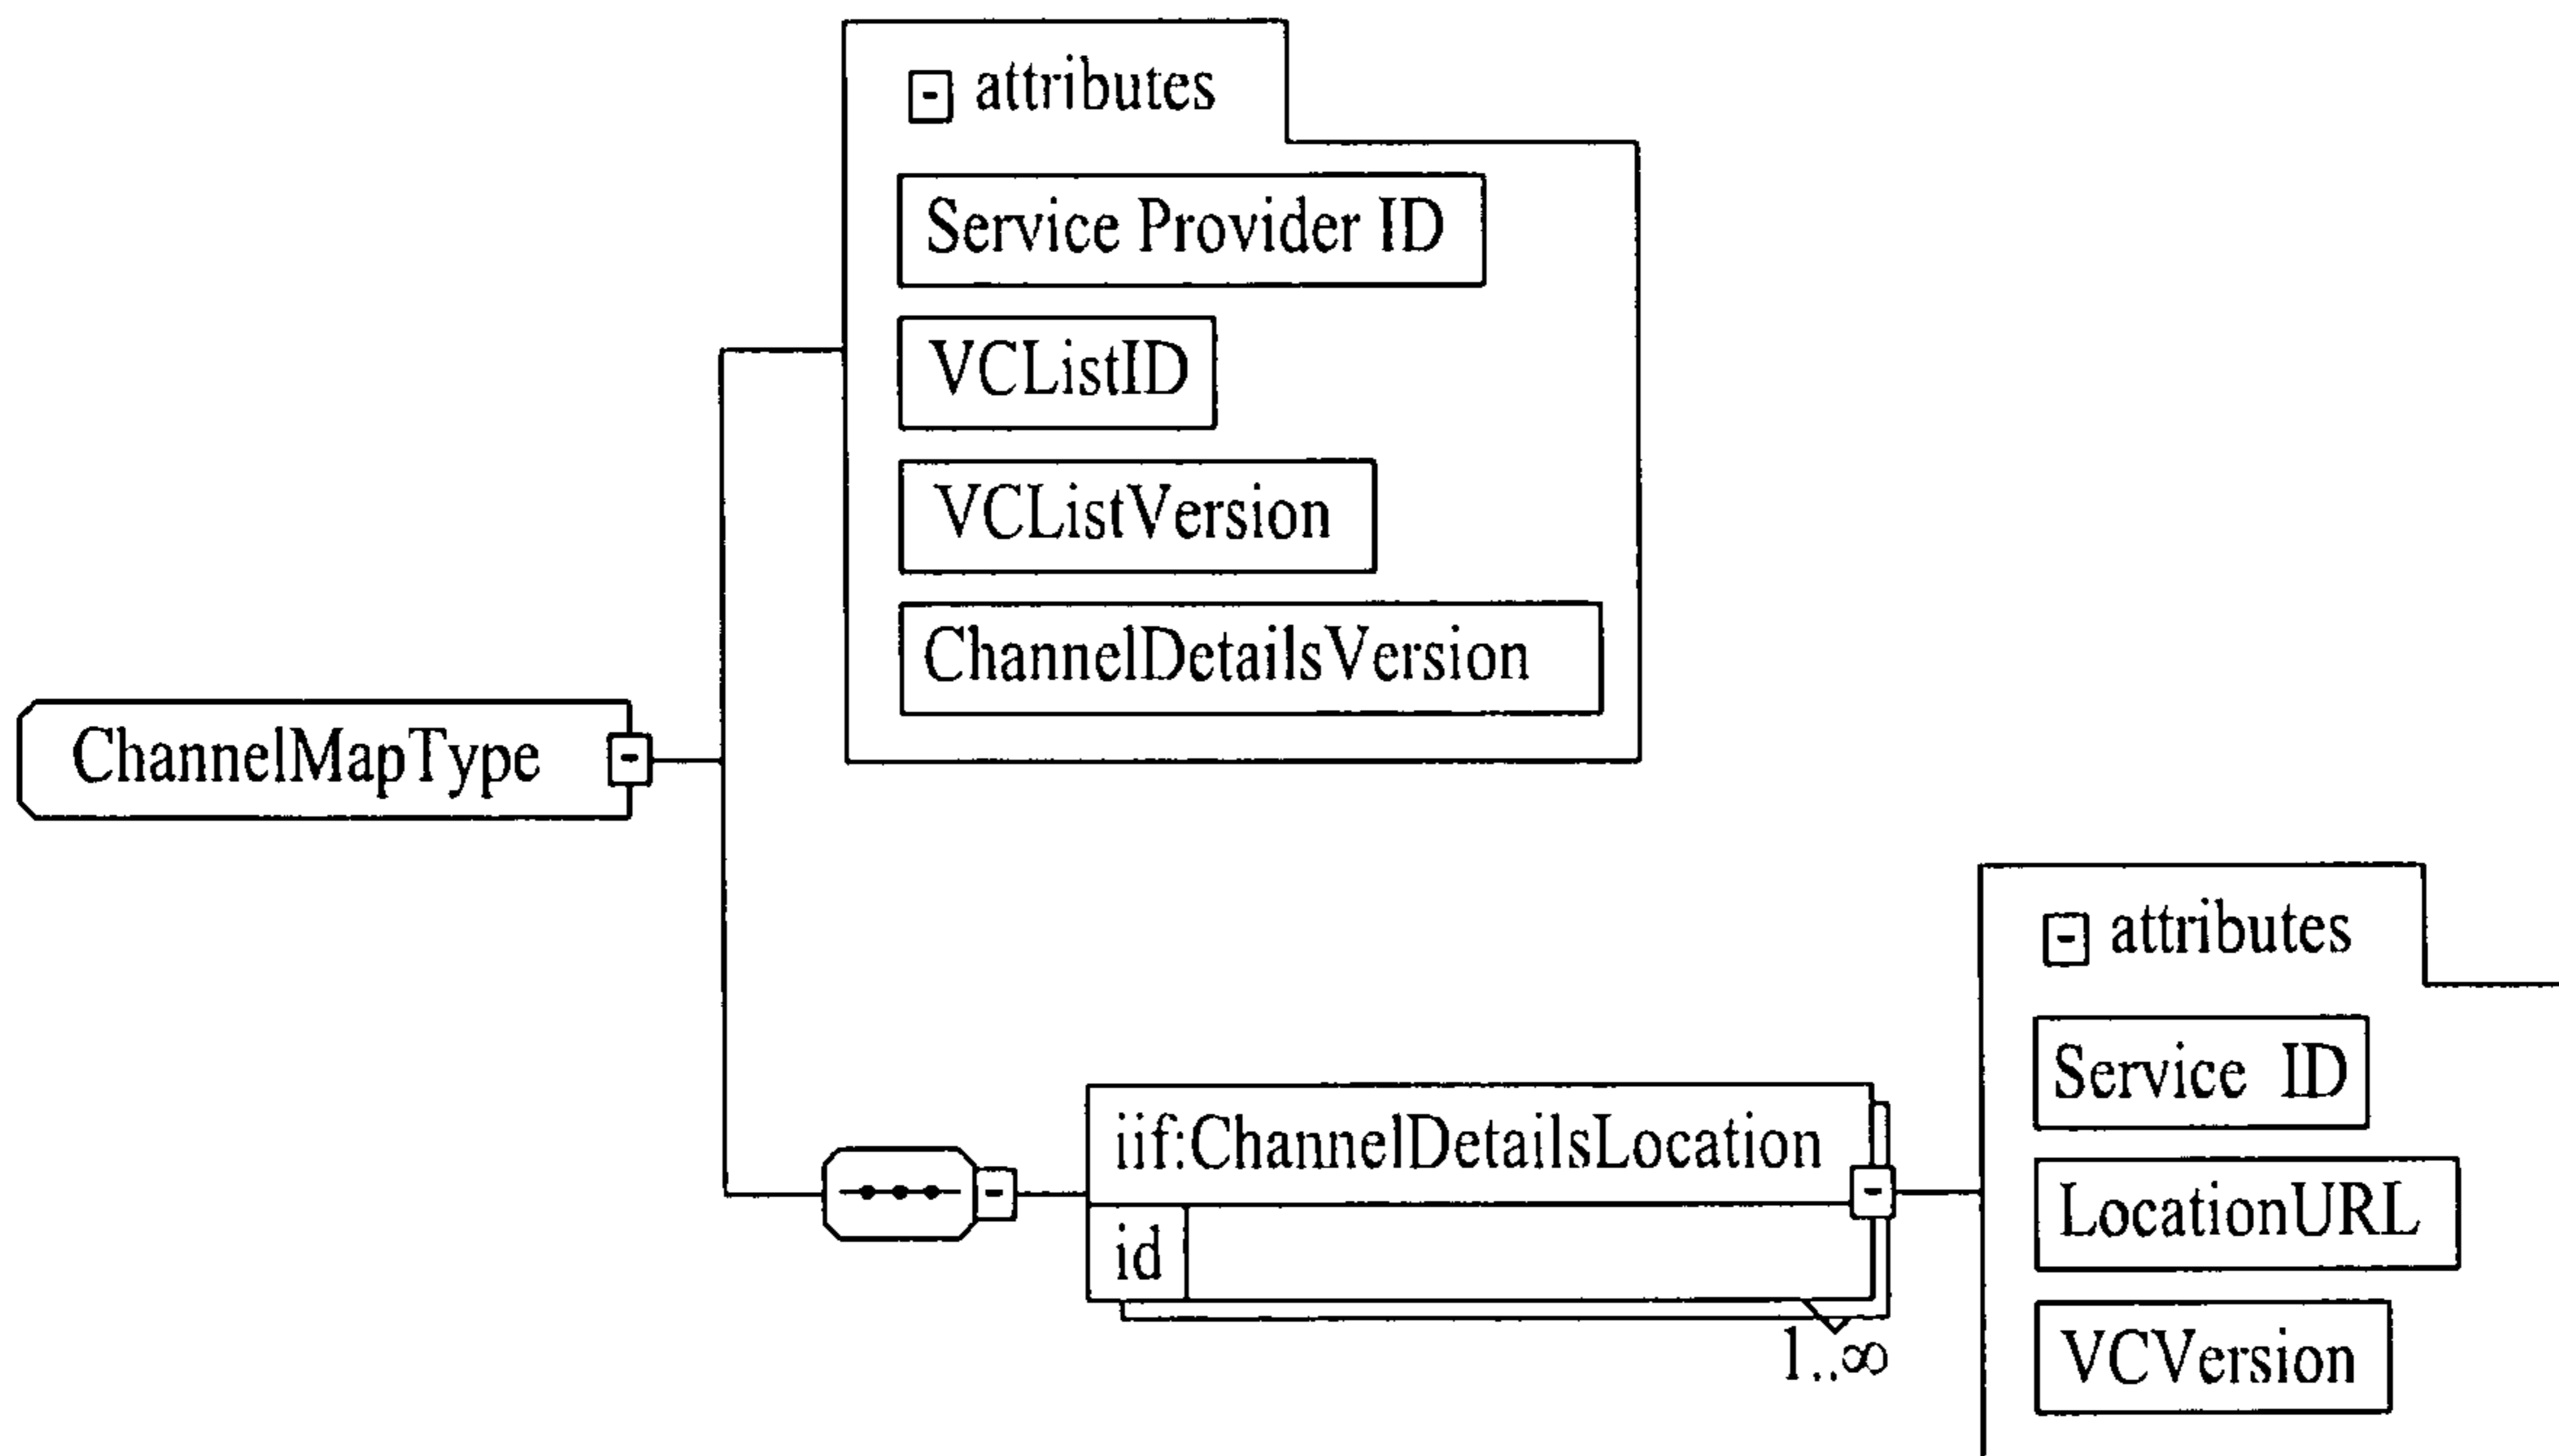 attributes
Service Provider ID
VCListID
VCListVersion
ChannelDetailsVersion
ChannelMapType
attributes
Service ID
LocationURL
VCVersion
iif:ChannelDetailsLocation
id
1..∞